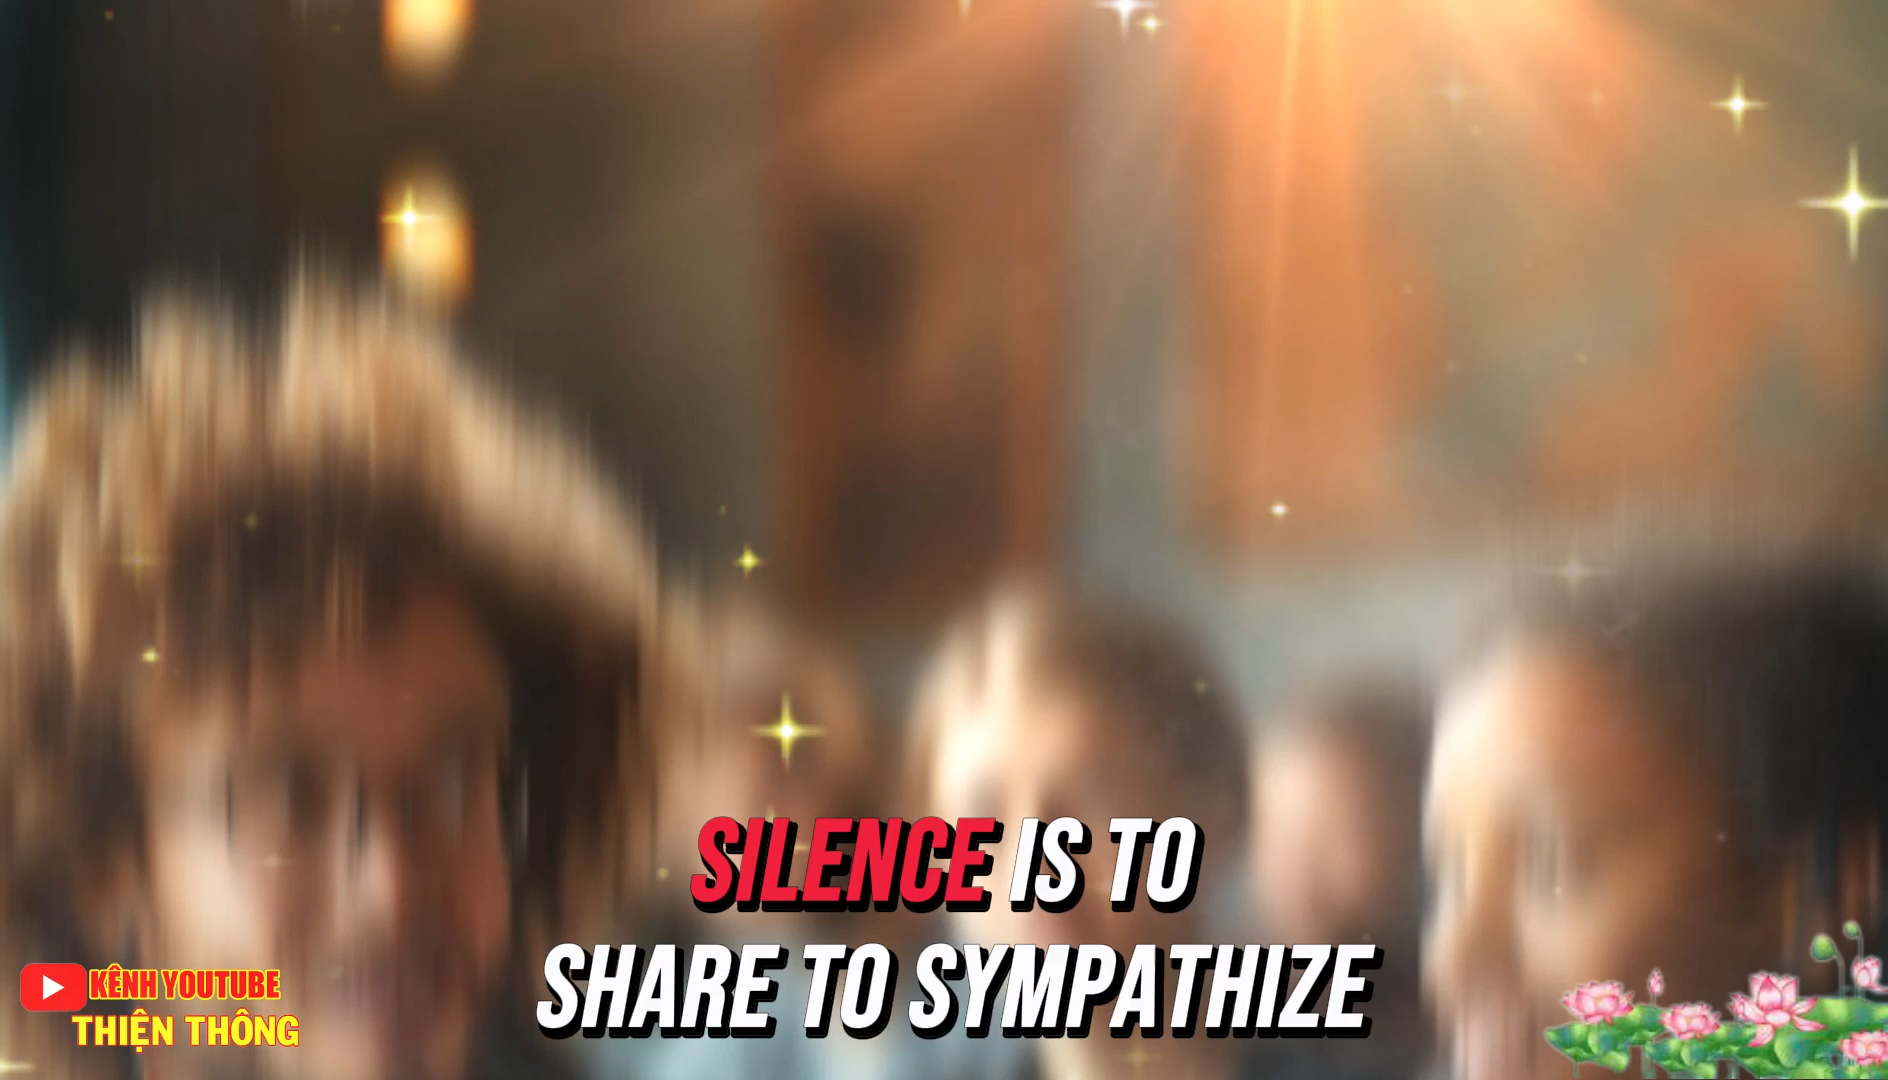 SILENCE IS TO
SHARE TO SYMPATHIZE
KÊNH YOUTUBE
THIỆN THÔNG